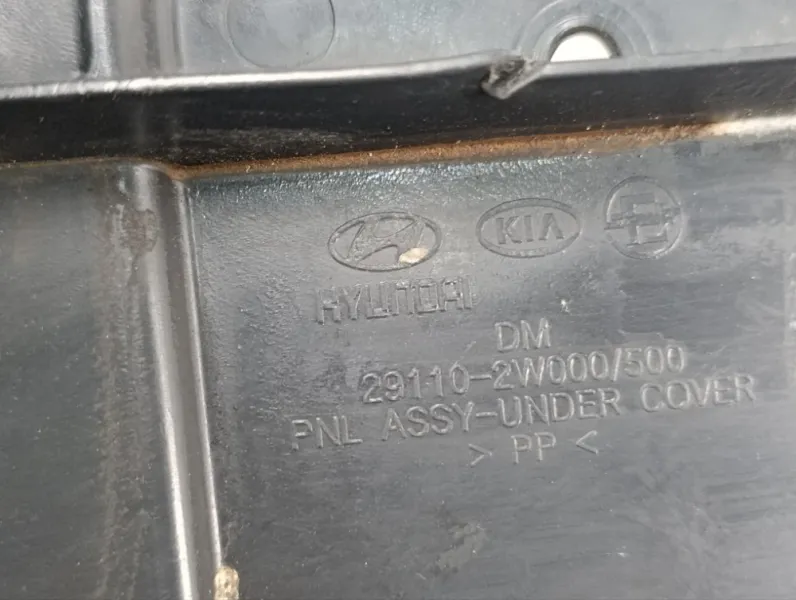 KIA
HYUNDAI
DM
29110-2W000/500
PNL ASSY-UNDER COVER
> PP <